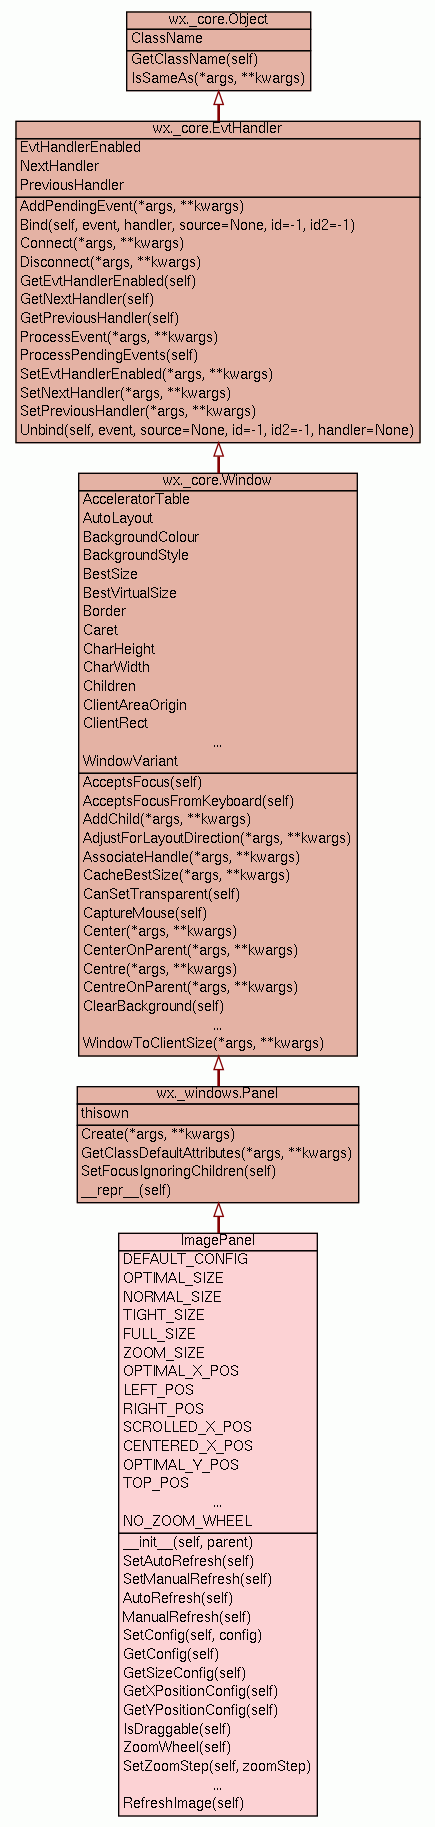 wx._core.Object
ClassName
GetClassName(self)
IsSameAs(*args, **kwargs)
wx._core.EvtHandler
EvtHandlerEnabled
NextHandler
PreviousHandler
AddPendingEvent(*args, **kwargs)
Bind(self, event, handler, source=None, id=-1, id2=-1)
Connect(*args, **kwargs)
Disconnect(*args, **kwargs)
GetEvtHandlerEnabled(self)
GetNextHandler(self)
GetPreviousHandler(self)
ProcessEvent(*args, **kwargs)
ProcessPendingEvents(self)
SetEvtHandlerEnabled(*args, **kwargs)
SetNextHandler(*args, **kwargs)
SetPreviousHandler(*args, **kwargs)
Unbind(self, event, source=None, id=-1, id2=-1, handler=None)
wx._core.Window
AcceleratorTable
AutoLayout
BackgroundColour
BackgroundStyle
BestSize
BestVirtualSize
Border
Caret
CharHeight
CharWidth
Children
ClientAreaOrigin
ClientRect
...
WindowVariant
AcceptsFocus(self)
AcceptsFocusFromKeyboard(self)
AddChild(*args, **kwargs)
AdjustForLayoutDirection(*args, **kwargs)
AssociateHandle(*args, **kwargs)
CacheBestSize(*args, **kwargs)
CanSetTransparent(self)
CaptureMouse(self)
Center(*args, **kwargs)
CenterOnParent(*args, **kwargs)
Centre(*args, **kwargs)
CentreOnParent(*args, **kwargs)
ClearBackground(self)
...
WindowToClientSize(*args, **kwargs)
wx._windows.Panel
thisown
Create(*args, **kwargs)
GetClassDefaultAttributes(*args, **kwargs)
SetFocusIgnoringChildren(self)
__repr__(self)
ImagePanel
DEFAULT_CONFIG
OPTIMAL_SIZE
NORMAL_SIZE
TIGHT_SIZE
FULL_SIZE
ZOOM_SIZE
OPTIMAL_X_POS
LEFT_POS
RIGHT_POS
SCROLLED_X_POS
CENTERED_X_POS
OPTIMAL_Y_POS
TOP_POS
...
NO_ZOOM_WHEEL
__init__(self, parent)
SetAutoRefresh(self)
SetManualRefresh(self)
AutoRefresh(self)
ManualRefresh(self)
SetConfig(self, config)
GetConfig(self)
GetSizeConfig(self)
GetXPositionConfig(self)
GetYPositionConfig(self)
IsDraggable(self)
ZoomWheel(self)
SetZoomStep(self, zoomStep)
...
RefreshImage(self)